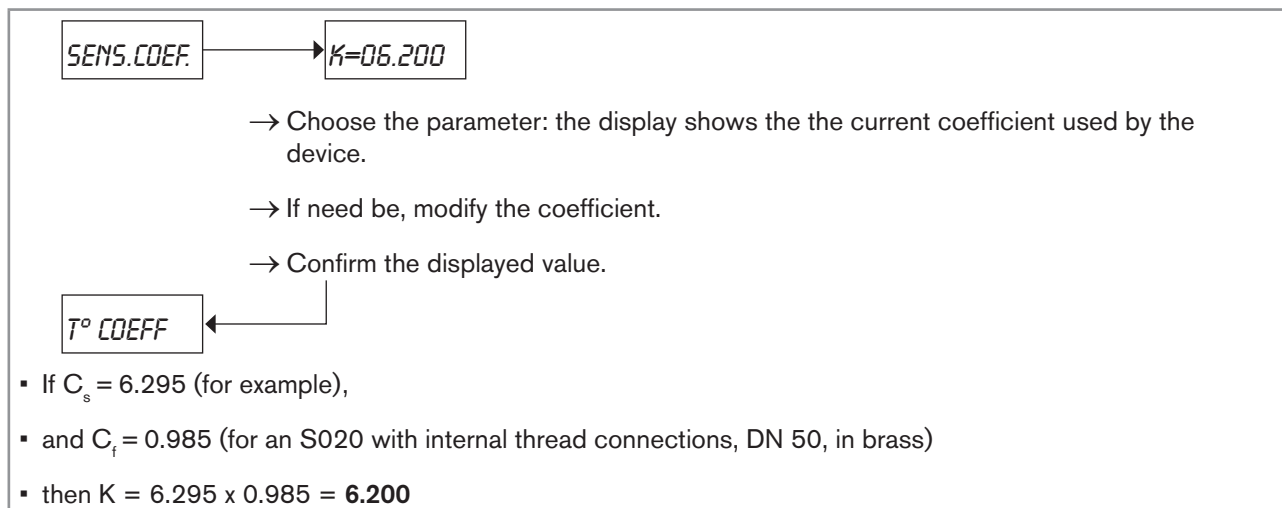 SENS.COEF. K=06.200
→ Choose the parameter: the display shows the the current coefficient used by the
device.
→ If need be, modify the coefficient.
→ Confirm the displayed value.
T° COEFF
▪ If Cs = 6.295 (for example),
▪ and Cf = 0.985 (for an S020 with internal thread connections, DN 50, in brass)
▪ then K = 6.295 x 0.985 = 6.200